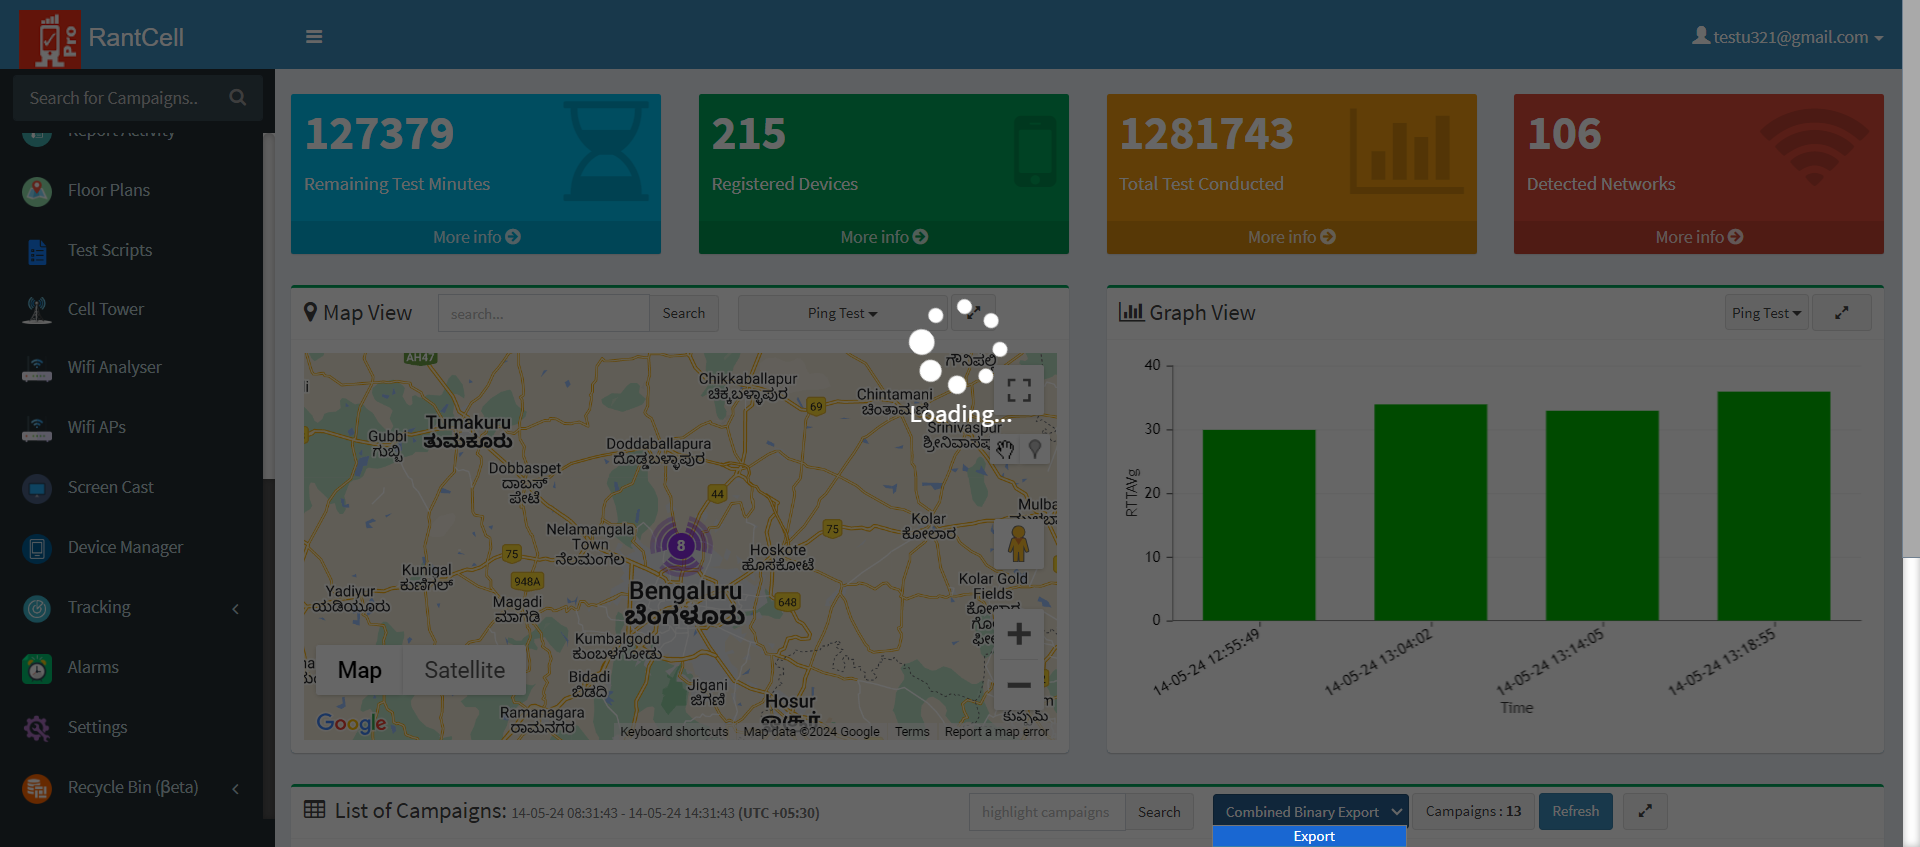 Pro
RantCell
testu321@gmail.com
Search for Campaigns..
Report Activity
Floor Plans
Test Scripts
Cell Tower
Wifi Analyser
Wifi APs
Screen Cast
Device Manager
Tracking
Alarms
Settings
Recycle Bin (βeta)
127379
Remaining Test Minutes
More info
215
Registered Devices
More info
1281743
Total Test Conducted
More info
106
Detected Networks
More info
Map View
search...
Search
Ping Test
Loading...
AH47
ಗೌನಿಪಲ್ಲಿ
Chikkaballapur
ಚಿಕ್ಕಬಳ್ಳಾಪುರ
69
Chintamani
ಚಿಂತಾಮಣಿ
Tumakuru
ತುಮಕೂರು
Gubbi
ಗುಬ್ಬಿ
Doddaballapura
ದೊಡ್ಡಬಳ್ಳಾಪುರ
Srinivaspur
Dobbaspet
ದಾಬಸ್
ಪೇಟೆ
44
Nelamangala
Town
ನೆಲಮಂಗಲ
75
Kolar
ಕೋಲಾರ
8
Hoskote
ಹೊಸಕೋಟೆ
75
Kunigal
ಕುಣಿಗಲ್
948A
Yadiyur
ಯಡಿಯೂರು
Magadi
ಮಾಗಡಿ
Bengaluru
ಬೆಂಗಳೂರು
648
Kolar Gold
Fields
Kumbalgodu
ಕುಂಬಳಗೋಡು
Bidadi
ಬಿಡದಿ
Jigani
ಜಿಗಣಿ
Hosur
Ramanagara
ರಾಮನಗರ
Map
Satellite
Google
Keyboard shortcuts
Map data ©2024 Google
Terms
Report a map error
Graph View
Ping Test
40
30
20
10
0
RTTAVg
14-05-24 12:55:49
14-05-24 13:04:02
14-05-24 13:14:05
14-05-24 13:18:55
Time
List of Campaigns: 14-05-24 08:31:43 - 14-05-24 14:31:43 (UTC +05:30)
highlight campaigns
Search
Combined Binary Export
Campaigns : 13
Refresh
Export